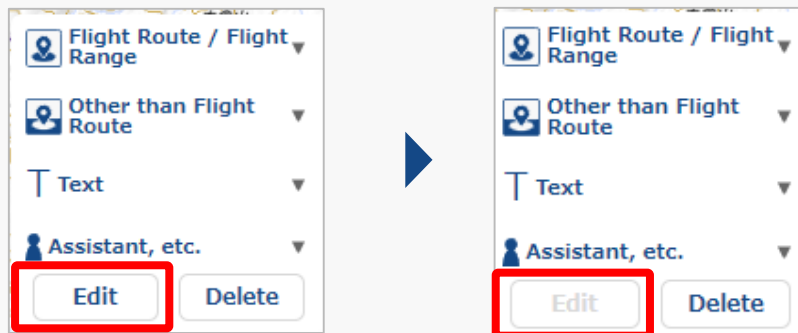 Flight Route / Flight
Range
Other than Flight
Route
Text
Assistant, etc.
Edit
Delete
Flight Route / Flight
Range
Other than Flight
Route
Text
Assistant, etc.
Edit
Delete